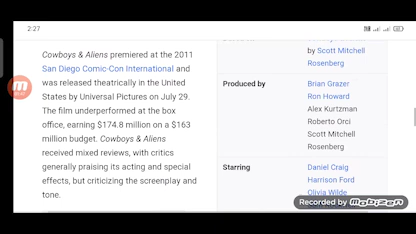 2:27
Cowboys & Aliens premiered at the 2011
San Diego Comic-Con International and
was released theatrically in the United
States by Universal Pictures on July 29.
The film underperformed at the box
office, earning $174.8 million on a $163
million budget. Cowboys & Aliens
received mixed reviews, with critics
generally praising its acting and special
effects, but criticizing the screenplay and
tone.
by Scott Mitchell
Rosenberg
Produced by
Brian Grazer
Ron Howard
Alex Kurtzman
Roberto Orci
Scott Mitchell
Rosenberg
Starring
Daniel Craig
Harrison Ford
Olivia Wilde
Recorded by mobizen